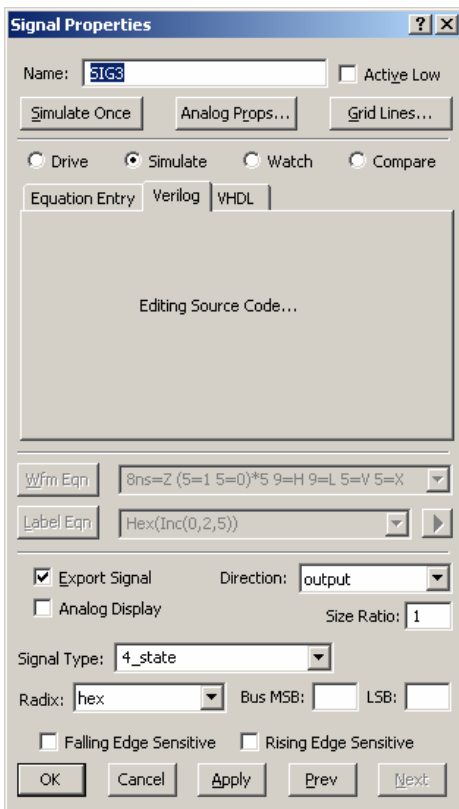 Signal Properties
Name: SIG3 Active Low
Simulate Once Analog Props... Grid Lines...
Drive Simulate Watch Compare
Equation Entry Verilog VHDL
Editing Source Code...
Wfm Eqn 8ns=Z (5=1 5=0)*5 9=H 9=L 5=V 5=X
Label Eqn Hex(Inc(0,2,5))
Export Signal Direction: output
Analog Display Size Ratio: 1
Signal Type: 4_state
Radix: hex Bus MSB: LSB:
Falling Edge Sensitive Rising Edge Sensitive
OK Cancel Apply Prev Next